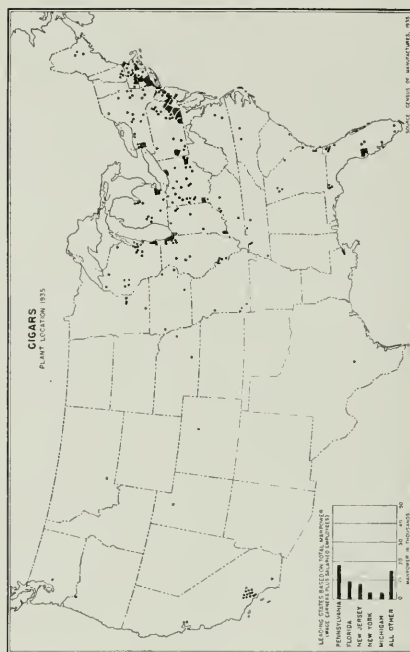 CIGARS
PLANT LOCATION 1935
LEADING STATES BASED ON TOTAL MANPOWER
(WAGE EARNERS PLUS SALARIED EMPLOYEES)
PENNSYLVANIA
FLORIDA
NEW JERSEY
NEW YORK
MICHIGAN
ALL OTHER
0 10 20 30 40 50
MANPOWER IN THOUSANDS
SOURCE: CENSUS OF MANUFACTURES, 1935